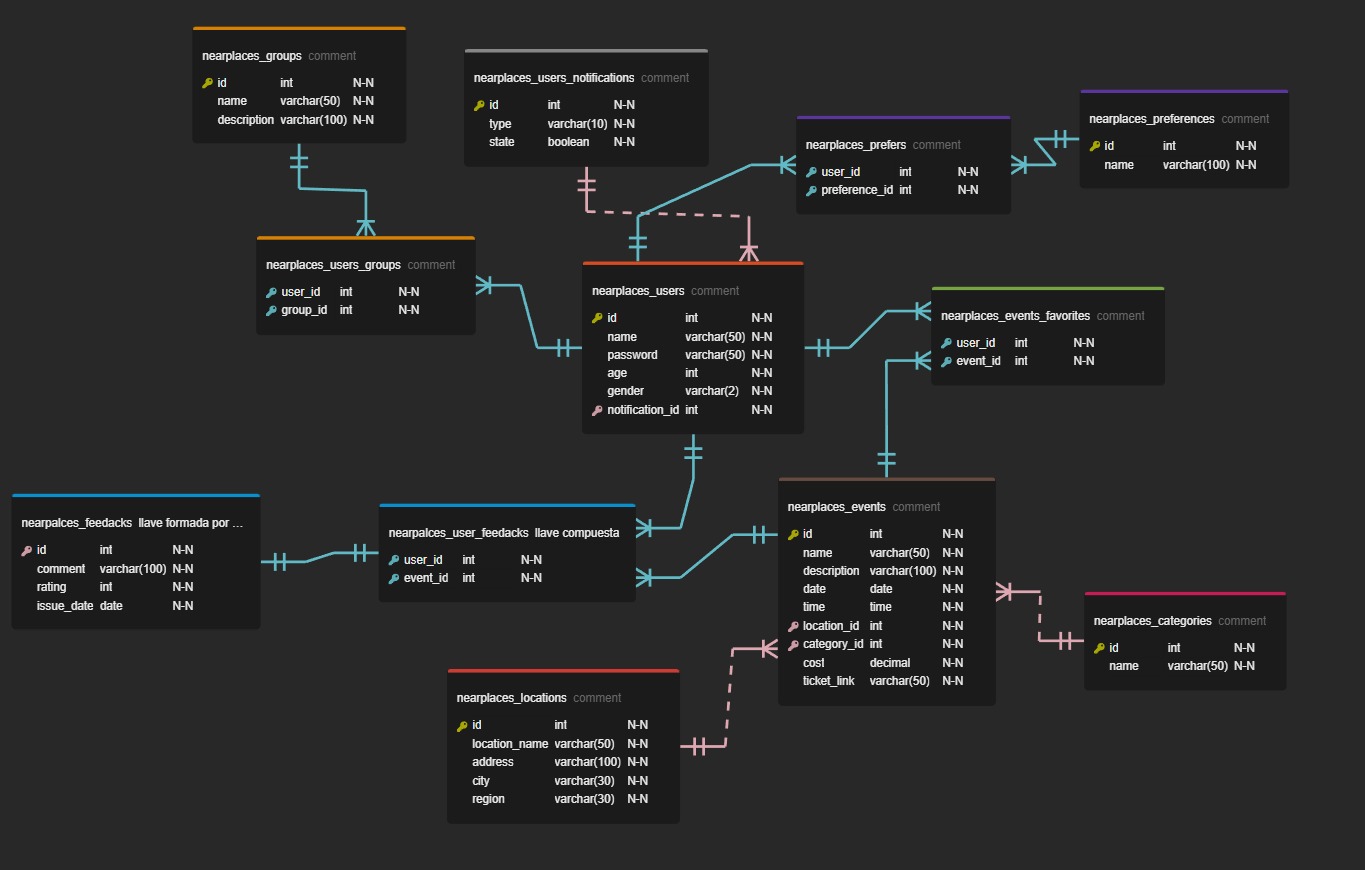 nearplaces_groups comment
id int N-N
name varchar(50) N-N
description varchar(100) N-N
nearplaces_users_notifications comment
id int N-N
type varchar(10) N-N
state boolean N-N
nearplaces_prefers comment
user_id int N-N
preference_id int N-N
nearplaces_preferences comment
id int N-N
name varchar(100) N-N
nearplaces_users_groups comment
user_id int N-N
group_id int N-N
nearplaces_users comment
id int N-N
name varchar(50) N-N
password varchar(50) N-N
age int N-N
gender varchar(2) N-N
notification_id int N-N
nearplaces_events_favorites comment
user_id int N-N
event_id int N-N
nearpalces_feedacks llave formada por ...
id int N-N
comment varchar(100) N-N
rating int N-N
issue_date date N-N
nearpalces_user_feedacks llave compuesta
user_id int N-N
event_id int N-N
nearplaces_events comment
id int N-N
name varchar(50) N-N
description varchar(100) N-N
date date N-N
time time N-N
location_id int N-N
category_id int N-N
cost decimal N-N
ticket_link varchar(50) N-N
nearplaces_categories comment
id int N-N
name varchar(50) N-N
nearplaces_locations comment
id int N-N
location_name varchar(50) N-N
address varchar(100) N-N
city varchar(30) N-N
region varchar(30) N-N